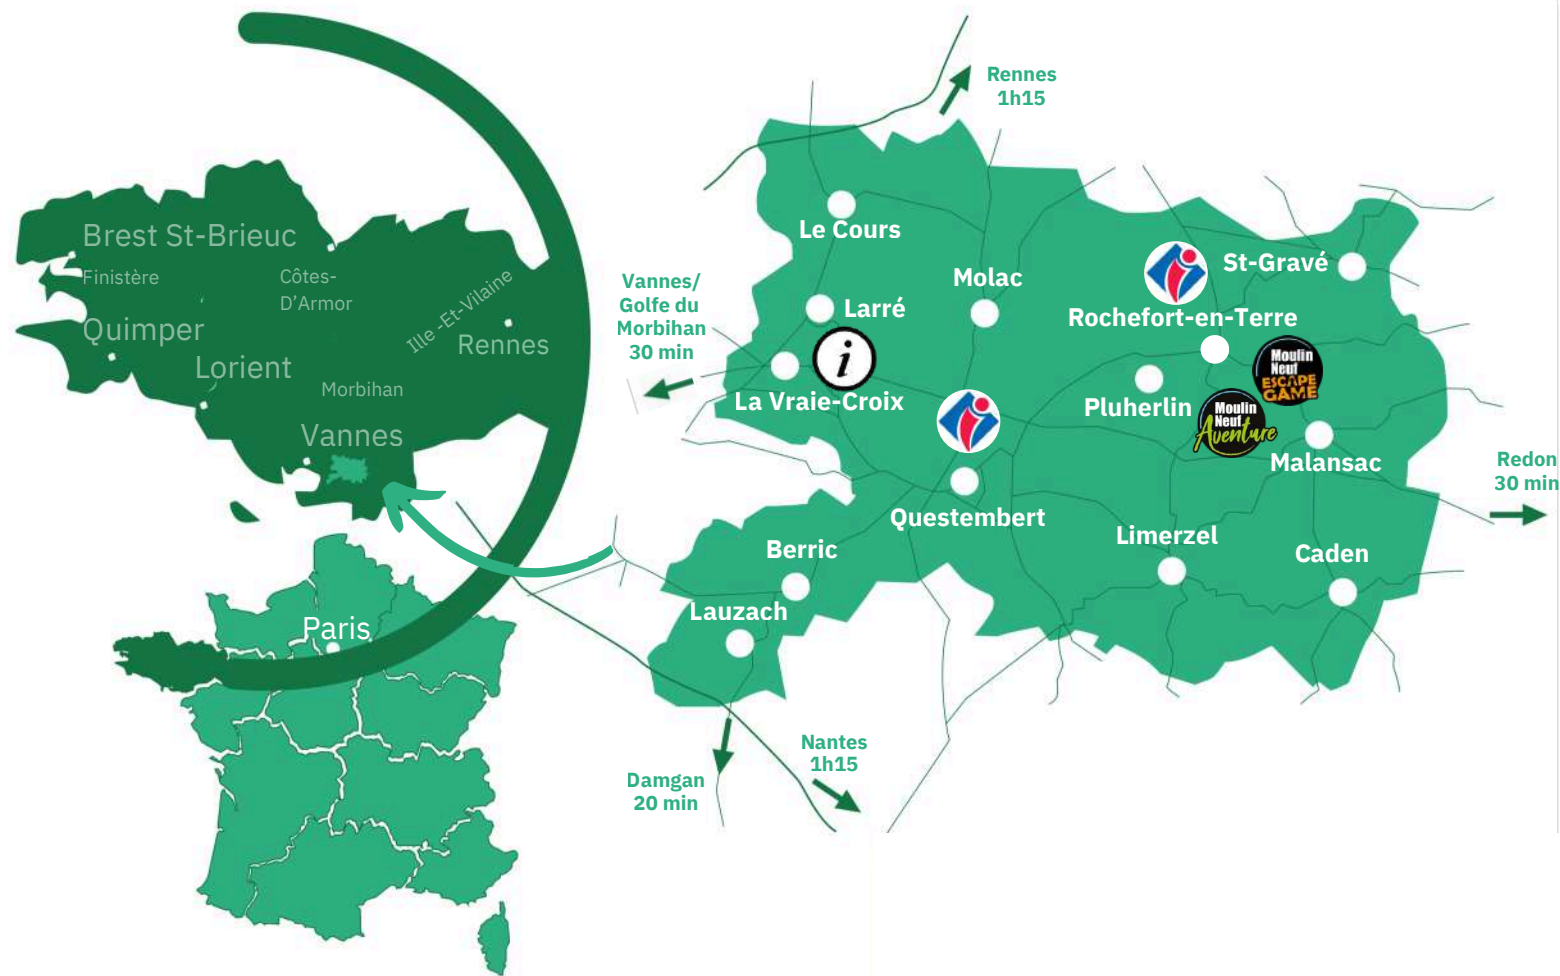 Brest St-Brieuc
Finistère
Côtes-
D’Armor
Ille -Et-Vilaine
Quimper
Rennes
Lorient
Morbihan
Vannes
Paris
Rennes
1h15
Vannes/
Golfe du
Morbihan
30 min
Le Cours
Larré
i
La Vraie-Croix
Molac
St-Gravé
Rochefort-en-Terre
Pluherlin
Moulin
Neuf
ESCAPE
GAME
Moulin
Neuf
Aventure
Malansac
Redon
30 min
Questembert
Limerzel
Caden
Berric
Lauzach
Damgan
20 min
Nantes
1h15